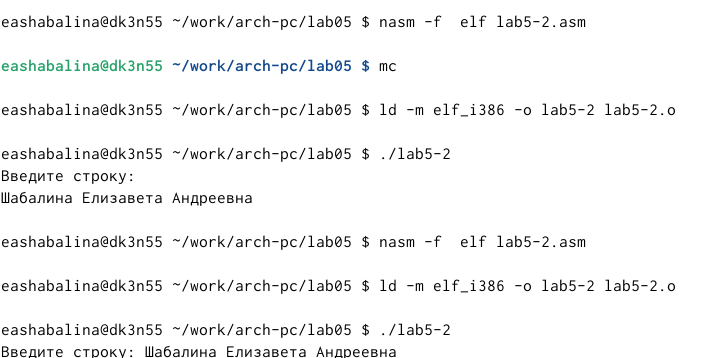 eashabalina@dk3n55 ~/work/arch-pc/lab05 $ nasm -f  elf lab5-2.asm
eashabalina@dk3n55 ~/work/arch-pc/lab05 $ mc
eashabalina@dk3n55 ~/work/arch-pc/lab05 $ ld -m elf_i386 -o lab5-2 lab5-2.o
eashabalina@dk3n55 ~/work/arch-pc/lab05 $ ./lab5-2
Введите строку:
Шабалина Елизавета Андреевна
eashabalina@dk3n55 ~/work/arch-pc/lab05 $ nasm -f  elf lab5-2.asm
eashabalina@dk3n55 ~/work/arch-pc/lab05 $ ld -m elf_i386 -o lab5-2 lab5-2.o
eashabalina@dk3n55 ~/work/arch-pc/lab05 $ ./lab5-2
Введите строку: Шабалина Елизавета Андреевна